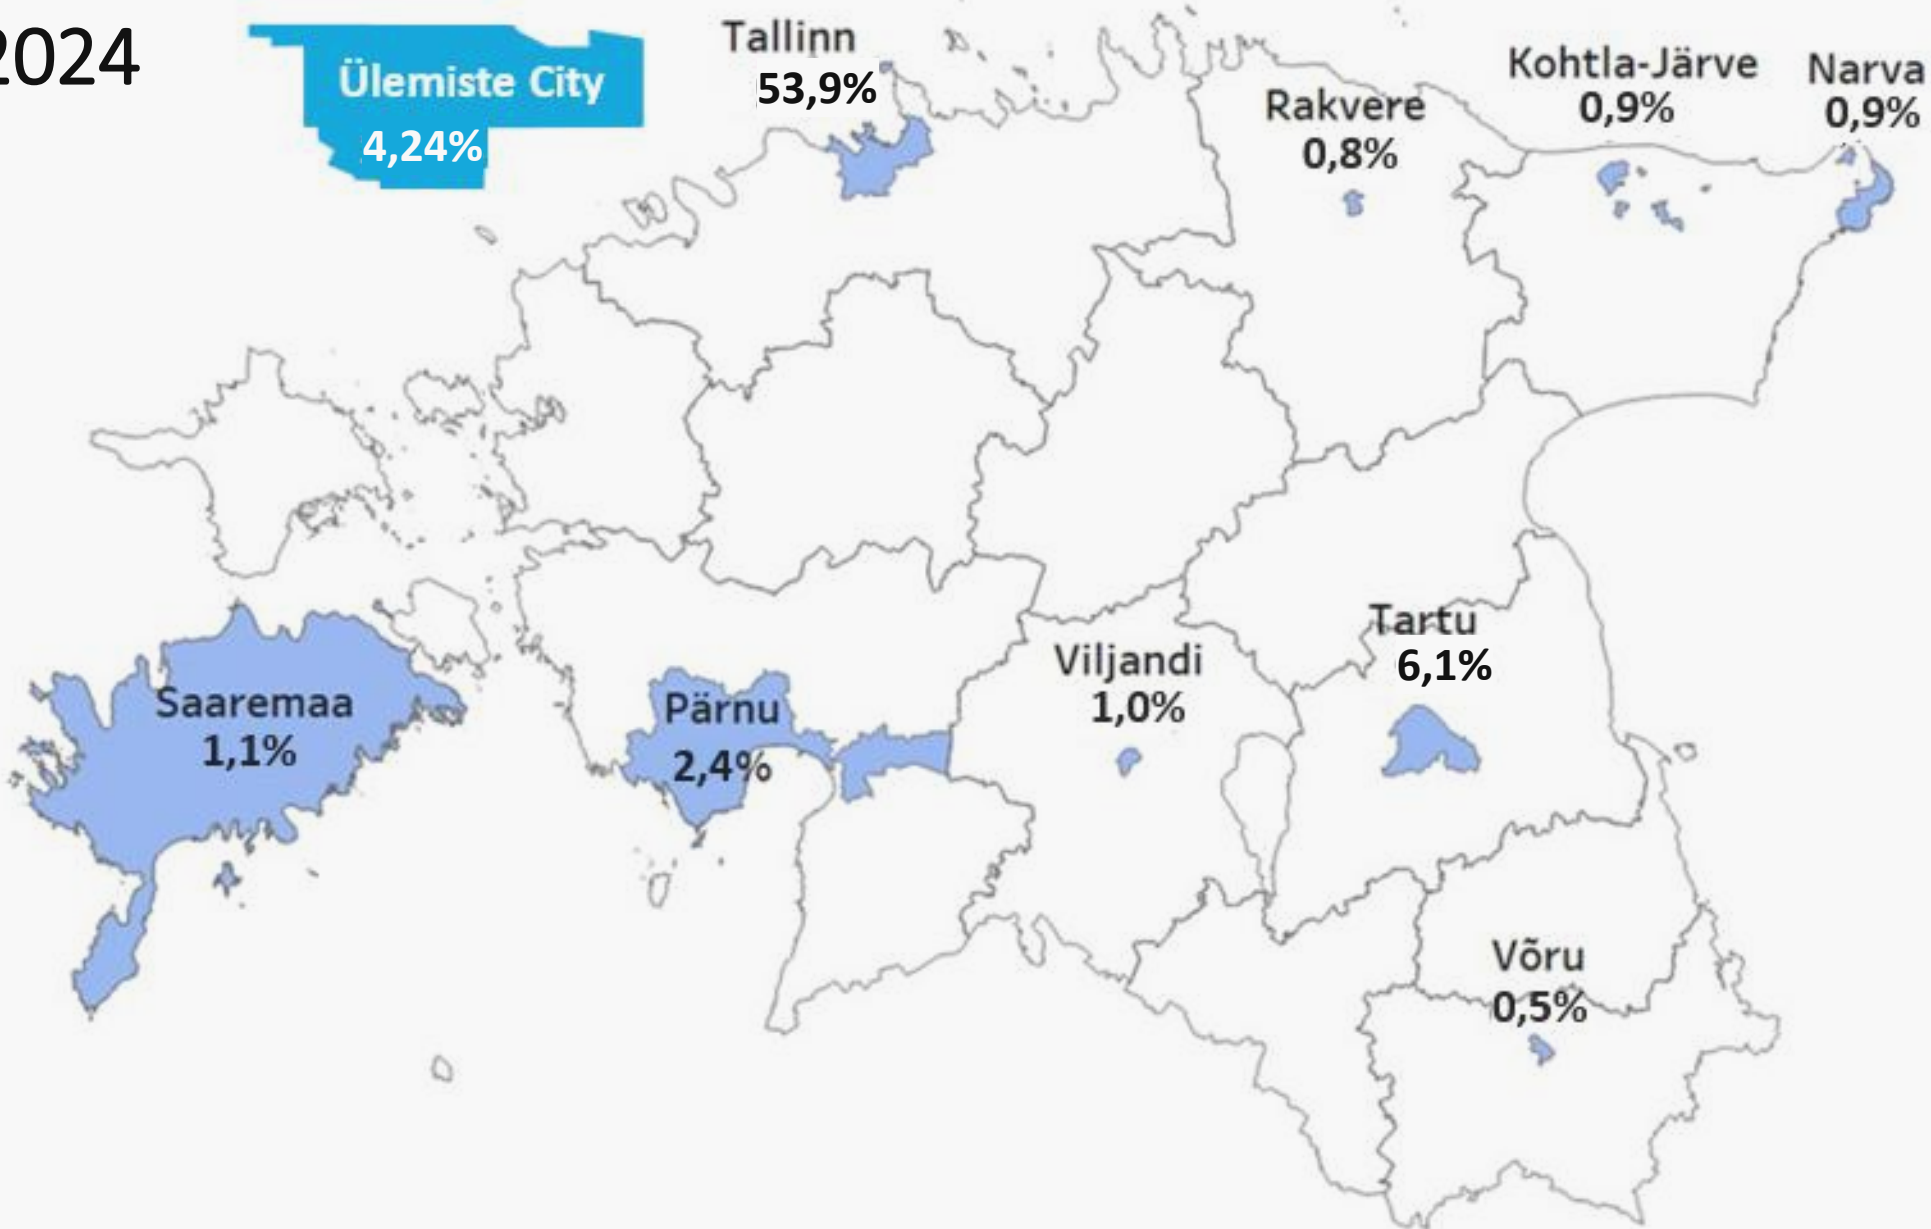 2024
Ülemiste City
4,24%
Tallinn
53,9%
Rakvere
0,8%
Kohtla-Järve
0,9%
Narva
0,9%
Saaremaa
1,1%
Pärnu
2,4%
Viljandi
1,0%
Tartu
6,1%
Võru
0,5%